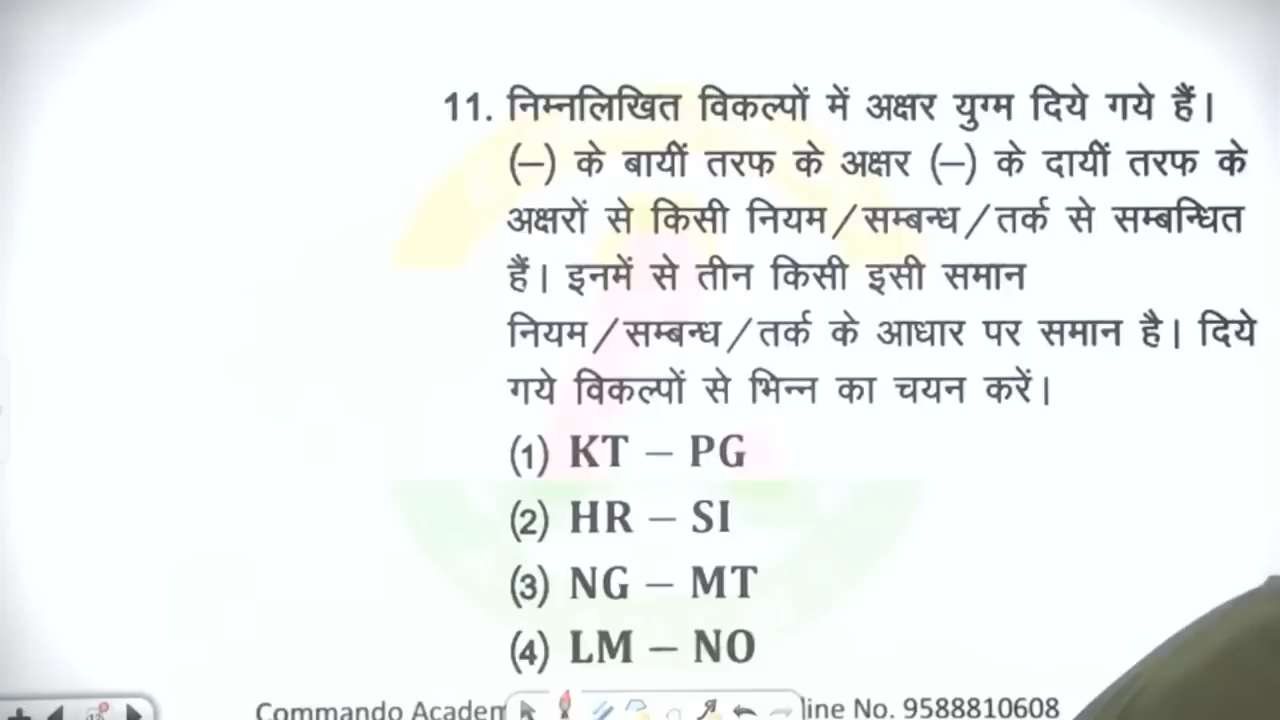 11. निम्नलिखित विकल्पों में अक्षर युग्म दिये गये हैं।
(–) के बायीं तरफ के अक्षर (–) के दायीं तरफ के
अक्षरों से किसी नियम/सम्बन्ध/तर्क से सम्बन्धित
हैं। इनमें से तीन किसी इसी समान
नियम/सम्बन्ध/तर्क के आधार पर समान है। दिये
गये विकल्पों से भिन्न का चयन करें।
(1) KT – PG
(2) HR – SI
(3) NG – MT
(4) LM – NO
Commando Academ line No. 9588810608